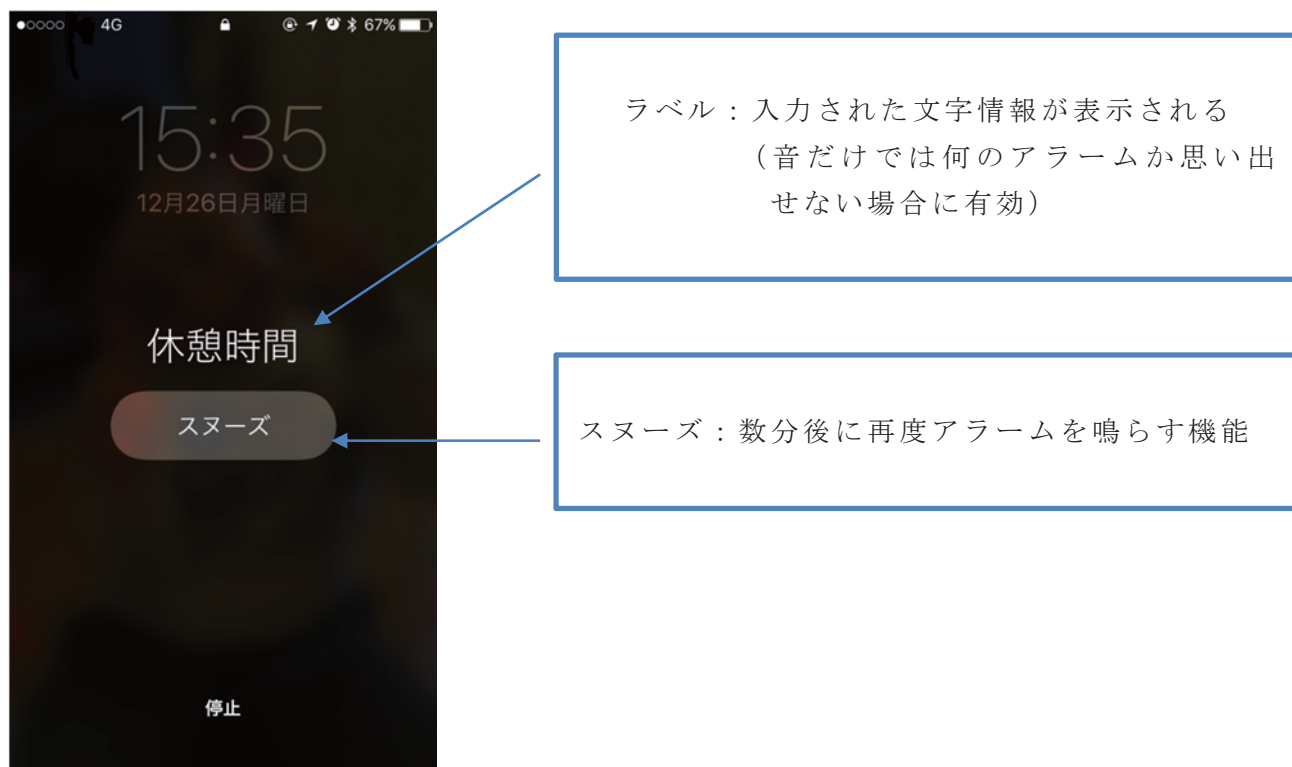 4G 67%
15:35
12月26日月曜日
休憩時間
スヌーズ
停止
ラベル：入力された文字情報が表示される
（音だけでは何のアラームか思い出
せない場合に有効）
スヌーズ：数分後に再度アラームを鳴らす機能